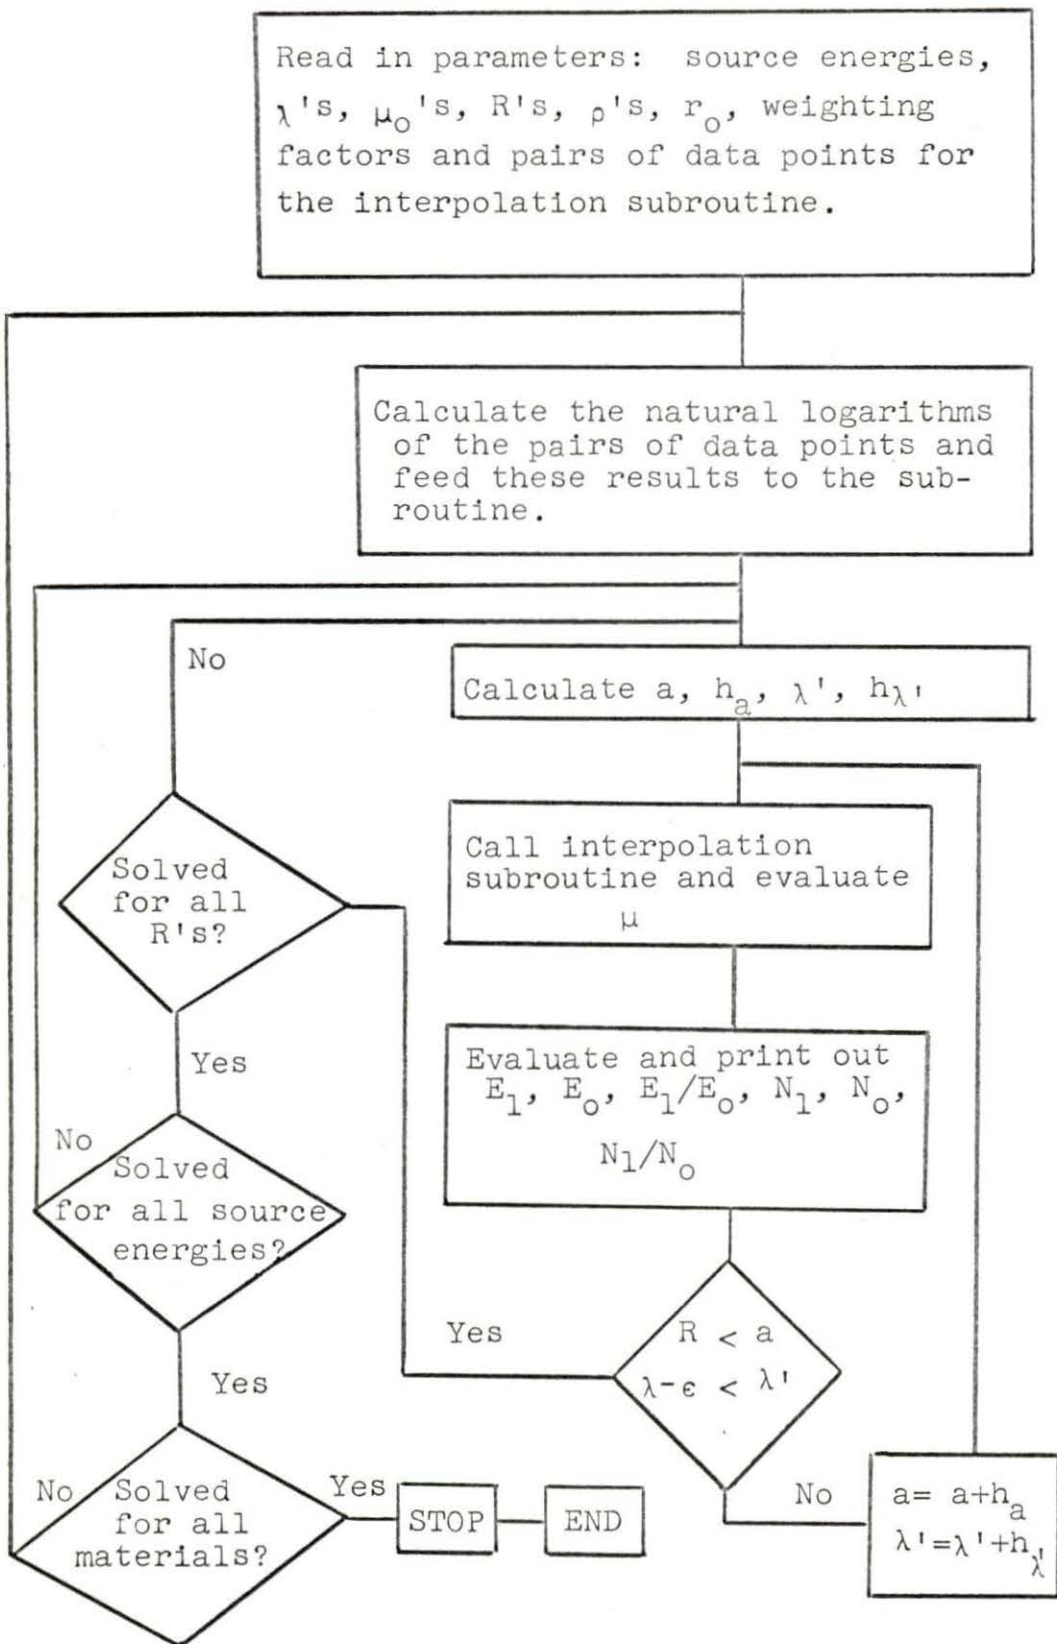 Read in parameters: source energies,
λ's, μo's, R's, ρ's, ro, weighting
factors and pairs of data points for
the interpolation subroutine.
Calculate the natural logarithms
of the pairs of data points and
feed these results to the sub-
routine.
No
Calculate a, ha, λ', hλ'
Solved
for all
R's?
Call interpolation
subroutine and evaluate
μ
Yes
Evaluate and print out
E1, Eo, E1/Eo, N1, No,
N1/No
No
Solved
for all source
energies?
Yes
R < a
λ-ϵ < λ'
Yes
No
Solved
for all
materials?
Yes
STOP
END
No
a= a+ha
λ'=λ'+hλ'